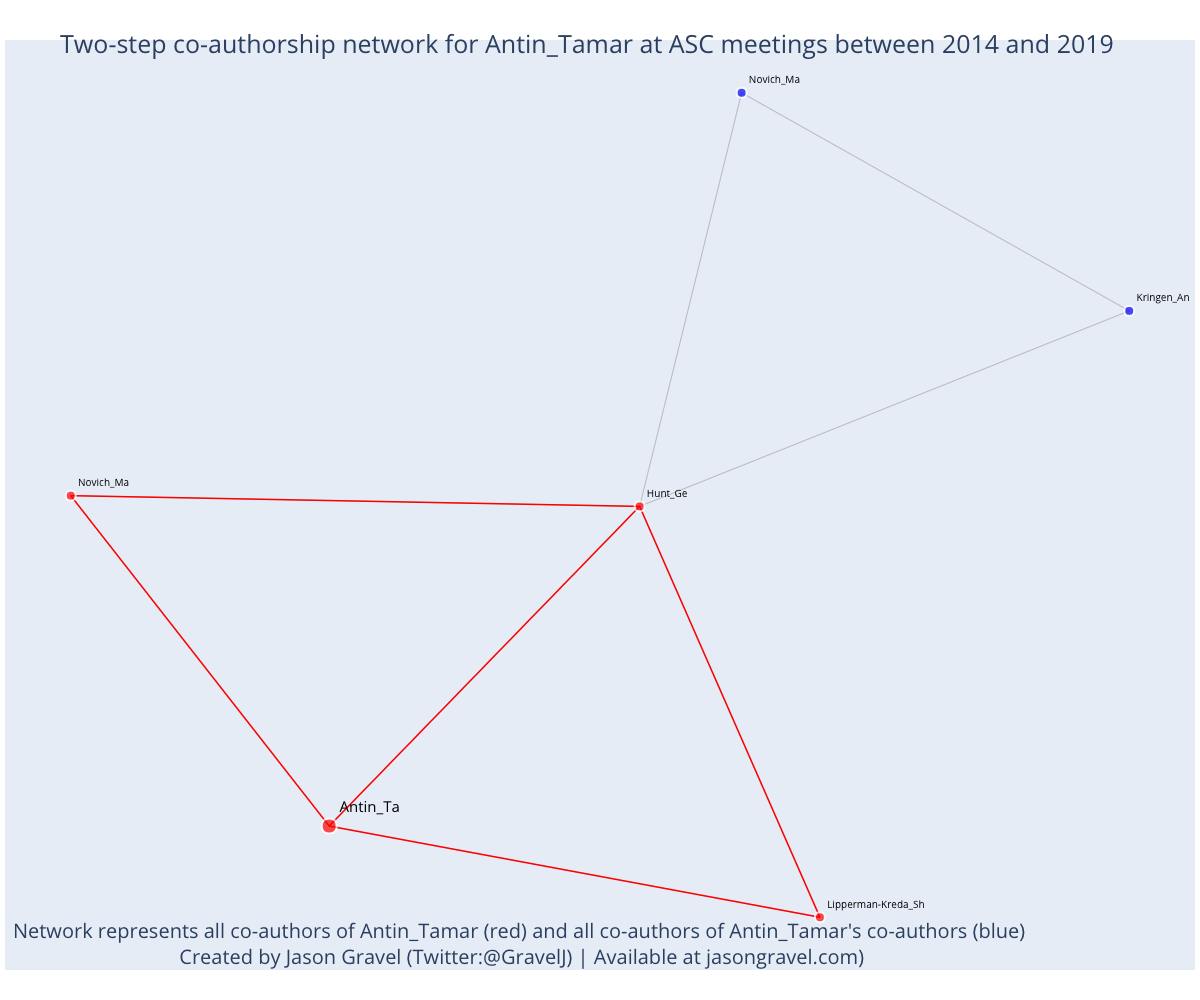 Two-step co-authorship network for Antin_Tamar at ASC meetings between 2014 and 2019
Novich_Ma
Kringen_An
Novich_Ma
Hunt_Ge
Antin_Ta
Lipperman-Kreda_Sh
Network represents all co-authors of Antin_Tamar (red) and all co-authors of Antin_Tamar's co-authors (blue)
Created by Jason Gravel (Twitter:@GravelJ) | Available at jasongravel.com)